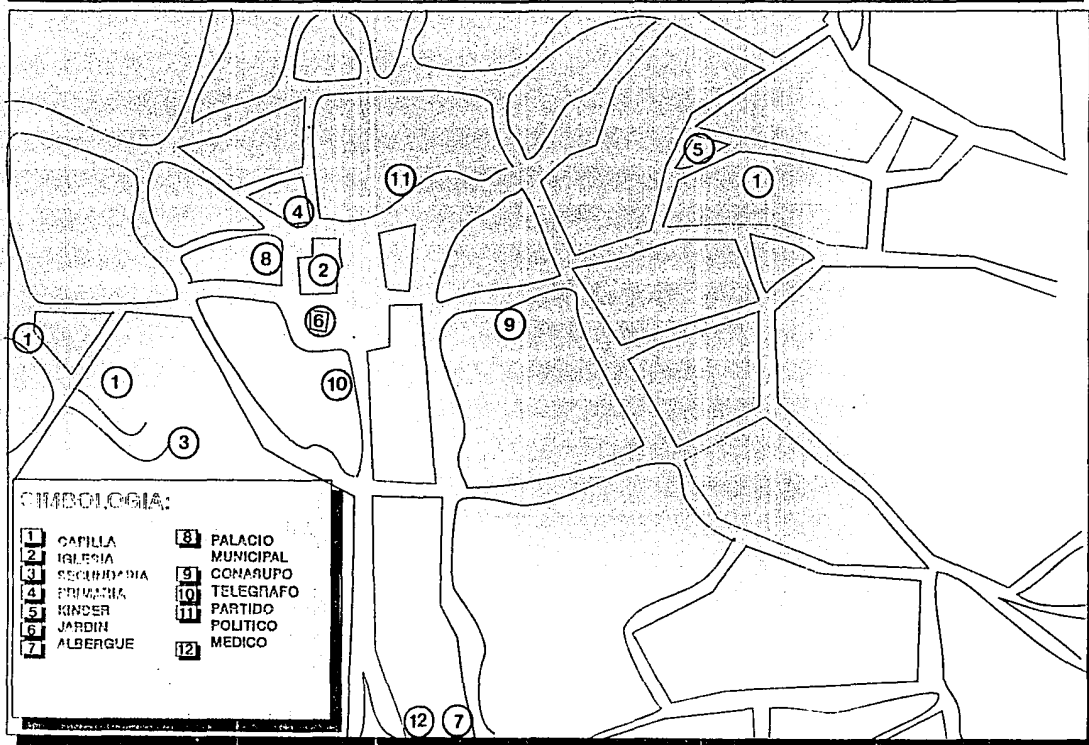 11
5
1
4
8
2
6
9
1
1
10
3
SIMBOLOGIA:
1 CAPILLA
2 IGLESIA
3 SECUNDARIA
4 PRIMARIA
5 KINDER
6 JARDIN
7 ALBERGUE
8 PALACIO
MUNICIPAL
9 CONASUPO
10 TELEGRAFO
11 PARTIDO
POLITICO
12 MEDICO
12
7